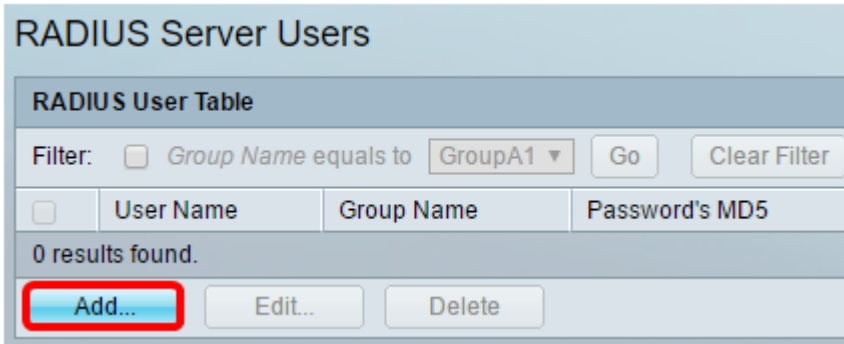 RADIUS Server Users
RADIUS User Table
Filter: Group Name equals to GroupA1 Go Clear Filter
User Name Group Name Password's MD5
0 results found.
Add... Edit... Delete